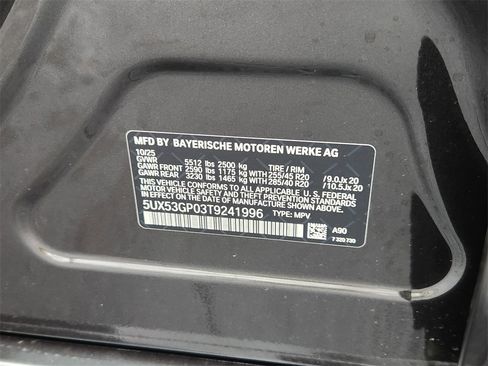 MFD BY BAYERISCHE MOTOREN WERKE AG
10/25
GVWR 5512 lbs 2500 kg TIRE / RIM
GAWR FRONT 2590 lbs 1175 kg WITH 255/45 R20 / 9.0Jx 20
GAWR REAR 3230 lbs 1465 kg WITH 285/40 R20 / 10.5Jx 20
THIS VEHICLE CONFORMS TO ALL APPLICABLE U. S. FEDERAL
MOTOR VEHICLE SAFETY AND THEFT PREVENTION STANDARDS
IN EFFECT ON THE DATE OF MANUFACTURE SHOWN ABOVE.
5UX53GP03T9241996 TYPE: MPV
A90
7 339 730